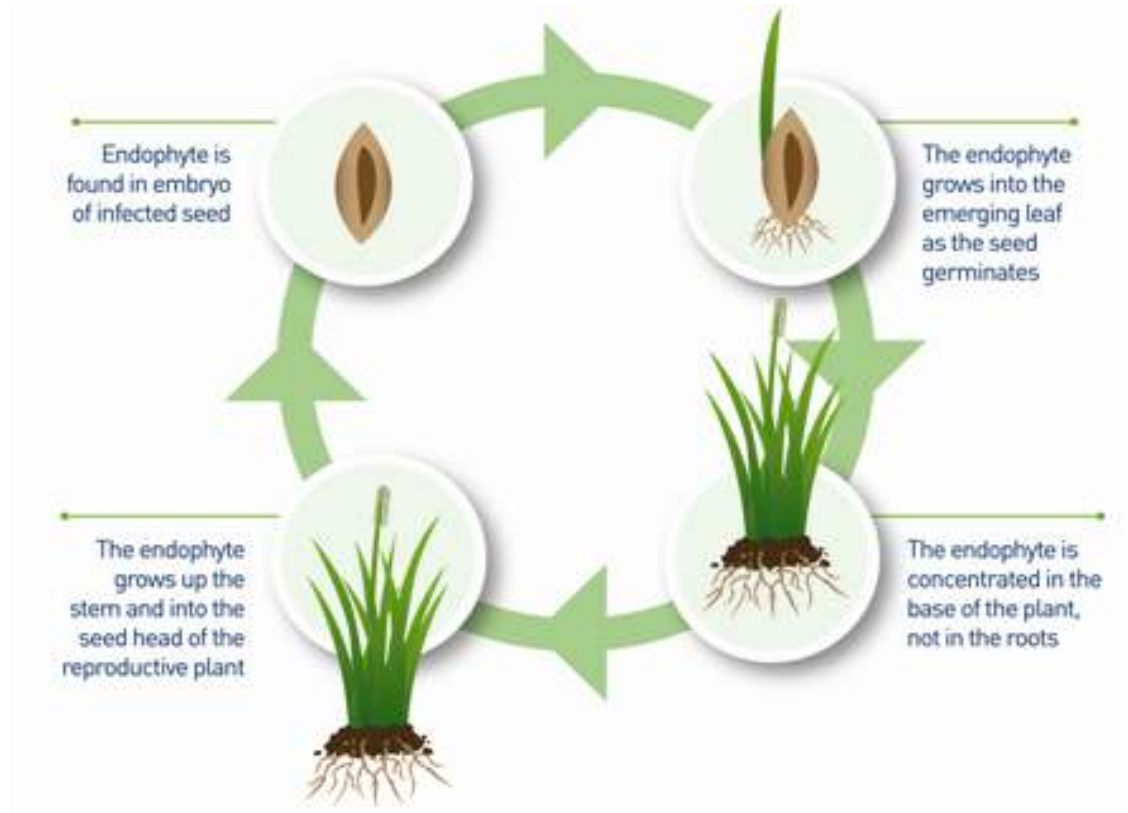 Endophyte is
found in embryo
of infected seed
The endophyte
grows into the
emerging leaf
as the seed
germinates
The endophyte is
concentrated in the
base of the plant,
not in the roots
The endophyte
grows up the
stem and into the
seed head of the
reproductive plant